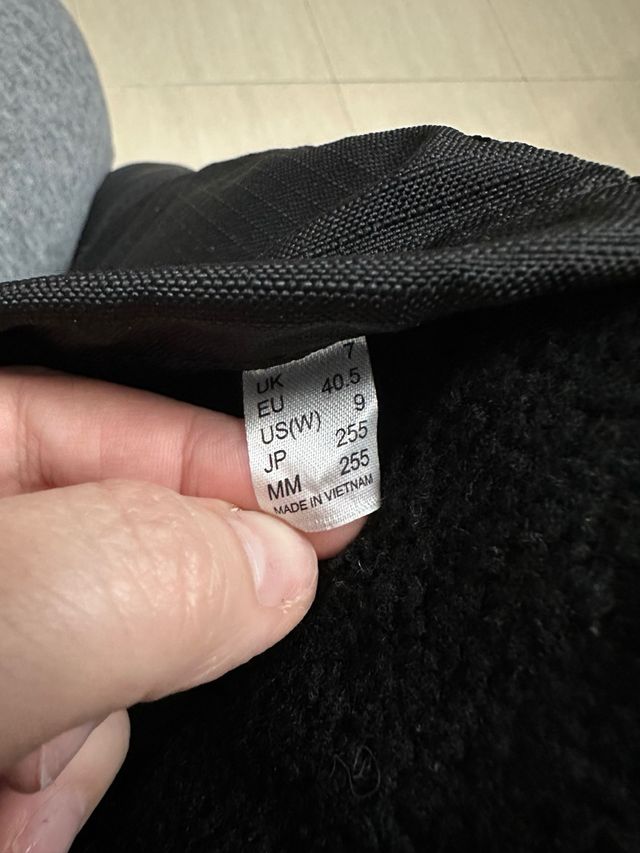 UK 7
EU 40.5
US(W) 9
JP 255
MM 255
MADE IN VIETNAM